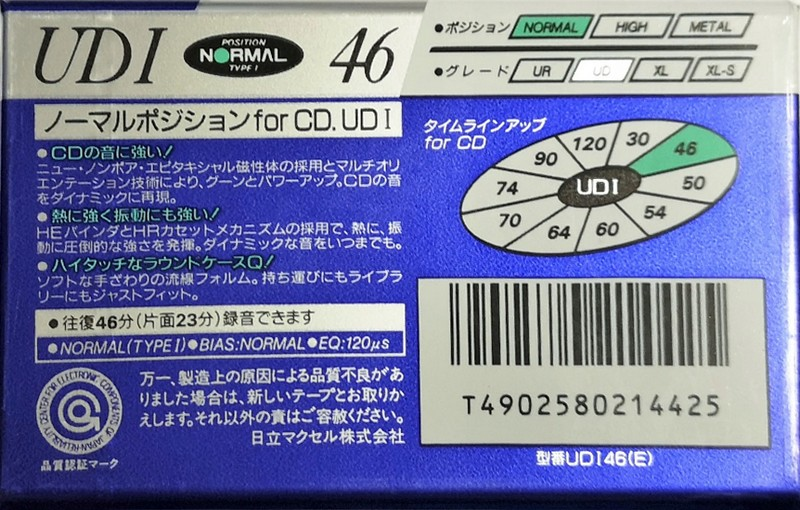 UDI POSITION NORMAL TYPE I 46
●ポジション NORMAL HIGH METAL
●グレード UR UD XL XL-S
ノーマルポジション for CD. UDI
●CDの音に強い!
ニュー・ノンポア・エピタキシャル磁性体の採用とマルチオリ
エンテーション技術により、グーンとパワーアップ。CDの音
をダイナミックに再現。
●熱に強く振動にも強い!
HEバインダとHRカセットメカニズムの採用で、熱に、振
動に圧倒的な強さを発揮。ダイナミックな音をいつまでも。
●ハイタッチなラウンドケースQ!
ソフトな手ざわりの流線フォルム。持ち運びにもライブラ
リーにもジャストフィット。
●往復46分(片面23分)録音できます
●NORMAL(TYPE I)●BIAS:NORMAL●EQ:120μs
万一、製造上の原因による品質不良があ
りました場合は、新しいテープとお取りか
えします。それ以外の責はご容赦ください。
日立マクセル株式会社
CENTER FOR ELECTRONIC COMPONENTS OF JAPAN-RELIABILITY
品質認証マーク
タイムラインアップ
for CD
UDI
30
46
50
54
60
64
70
74
90
120
T4902580214425
型番UDI46(E)